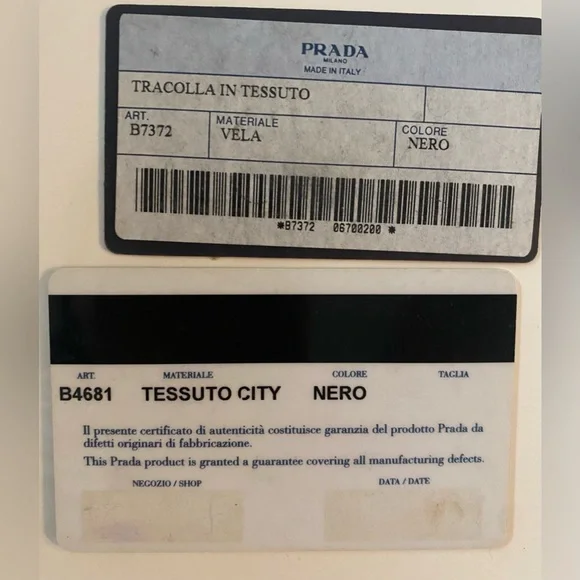 PRADA
MILANO
MADE IN ITALY
TRACOLLA IN TESSUTO
ART. MATERIALE COLORE
B7372 VELA NERO
*B7372 06700200 *
ART. MATERIALE COLORE TAGLIA
B4681 TESSUTO CITY NERO
Il presente certificato di autenticità costituisce garanzia del prodotto Prada da
difetti originari di fabbricazione.
This Prada product is granted a guarantee covering all manufacturing defects.
NEGOZIO / SHOP DATA / DATE